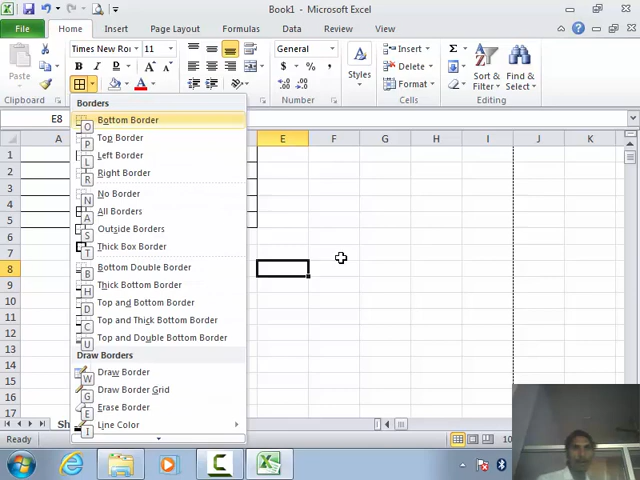 Book1 - Microsoft Excel
File Home Page Layout Formulas Data Review View
Paste Times New Ro 11 General Styles Insert Delete Format Sort & Filter Find & Select
B I U A $ % ,
Clipboard Number Cells Editing
E8
Borders
Bottom Border
Top Border
Left Border
Right Border
No Border
All Borders
Outside Borders
Thick Box Border
Bottom Double Border
Thick Bottom Border
Top and Bottom Border
Top and Thick Bottom Border
Top and Double Bottom Border
Draw Borders
Draw Border
Draw Border Grid
Erase Border
Line Color
O
P
L
R
N
A
S
T
B
H
D
C
U
W
G
E
I
A E F G H I J K
1
2
3
4
5
6
7
8
9
10
11
12
13
14
15
16
17
Ready